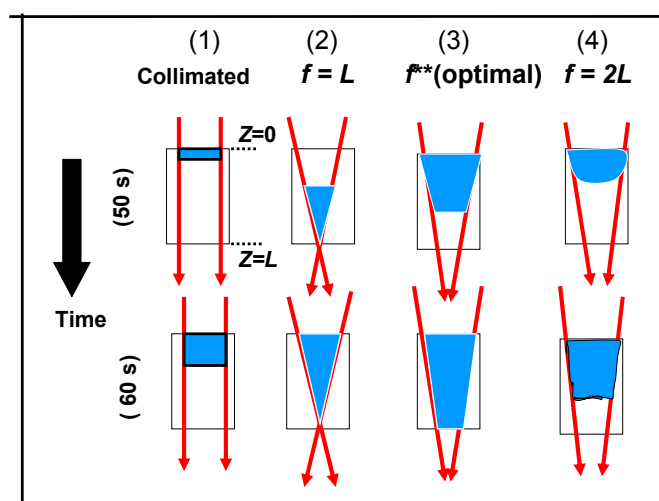 (1) (2) (3) (4)
Collimated f = L f**(optimal) f = 2L
Z=0
(50 s)
Z=L
Time
( 60 s)